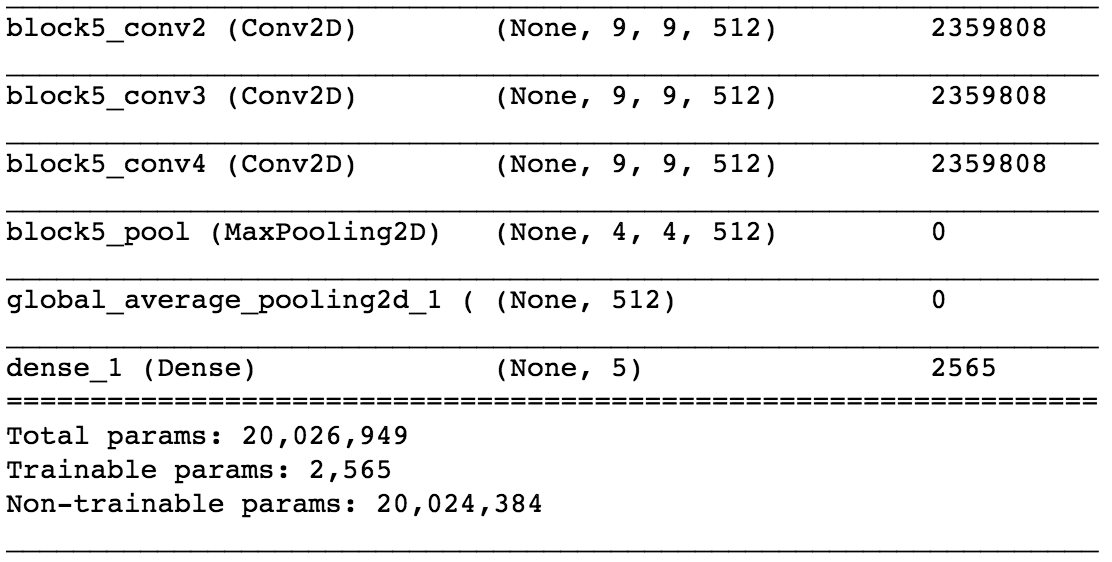 block5_conv2 (Conv2D) (None, 9, 9, 512) 2359808
block5_conv3 (Conv2D) (None, 9, 9, 512) 2359808
block5_conv4 (Conv2D) (None, 9, 9, 512) 2359808
block5_pool (MaxPooling2D) (None, 4, 4, 512) 0
global_average_pooling2d_1 ( (None, 512) 0
dense_1 (Dense) (None, 5) 2565
=================================================================
Total params: 20,026,949
Trainable params: 2,565
Non-trainable params: 20,024,384